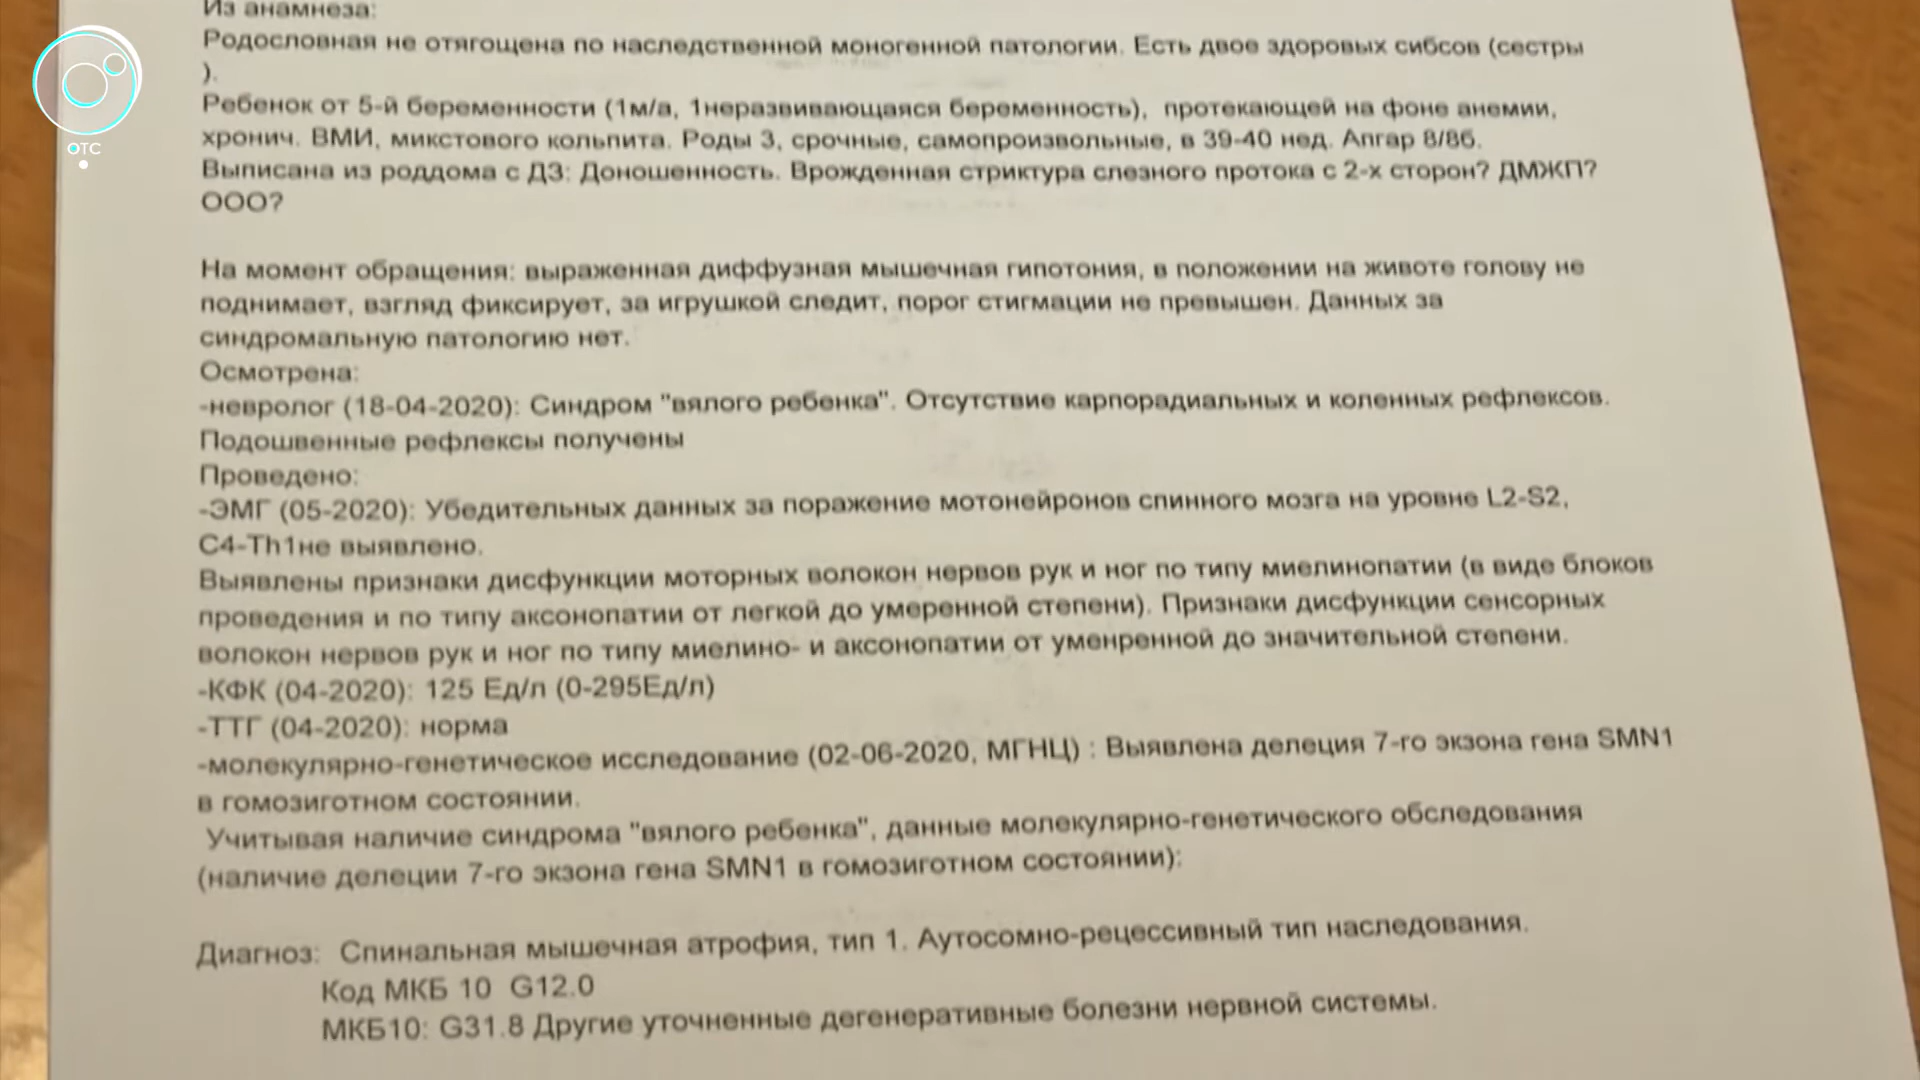 Из анамнеза:
Родословная не отягощена по наследственной моногенной патологии. Есть двое здоровых сибсов (сестры
).
Ребенок от 5-й беременности (1м/а, 1неразвивающаяся беременность), протекающей на фоне анемии,
хронич. ВМИ, микстового кольпита. Роды 3, срочные, самопроизвольные, в 39-40 нед. Апгар 8/8б.
Выписана из роддома с ДЗ: Доношенность. Врожденная стриктура слезного протока с 2-х сторон? ДМЖП?
ООО?
На момент обращения: выраженная диффузная мышечная гипотония, в положении на животе голову не
поднимает, взгляд фиксирует, за игрушкой следит, порог стигмации не превышен. Данных за
синдромальную патологию нет.
Осмотрена:
-невролог (18-04-2020): Синдром "вялого ребенка". Отсутствие карпорадиальных и коленных рефлексов.
Подошвенные рефлексы получены
Проведено:
-ЭМГ (05-2020): Убедительных данных за поражение мотонейронов спинного мозга на уровне L2-S2,
C4-Th1не выявлено.
Выявлены признаки дисфункции моторных волокон нервов рук и ног по типу миелинопатии (в виде блоков
проведения и по типу аксонопатии от легкой до умеренной степени). Признаки дисфункции сенсорных
волокон нервов рук и ног по типу миелино- и аксонопатии от уменренной до значительной степени.
-КФК (04-2020): 125 Ед/л (0-295Ед/л)
-ТТГ (04-2020): норма
-молекулярно-генетическое исследование (02-06-2020, МГНЦ) : Выявлена делеция 7-го экзона гена SMN1
в гомозиготном состоянии.
Учитывая наличие синдрома "вялого ребенка", данные молекулярно-генетического обследования
(наличие делеции 7-го экзона гена SMN1 в гомозиготном состоянии):
Диагноз: Спинальная мышечная атрофия, тип 1. Аутосомно-рецессивный тип наследования.
Код МКБ 10 G12.0
МКБ10: G31.8 Другие уточненные дегенеративные болезни нервной системы.
ОТС